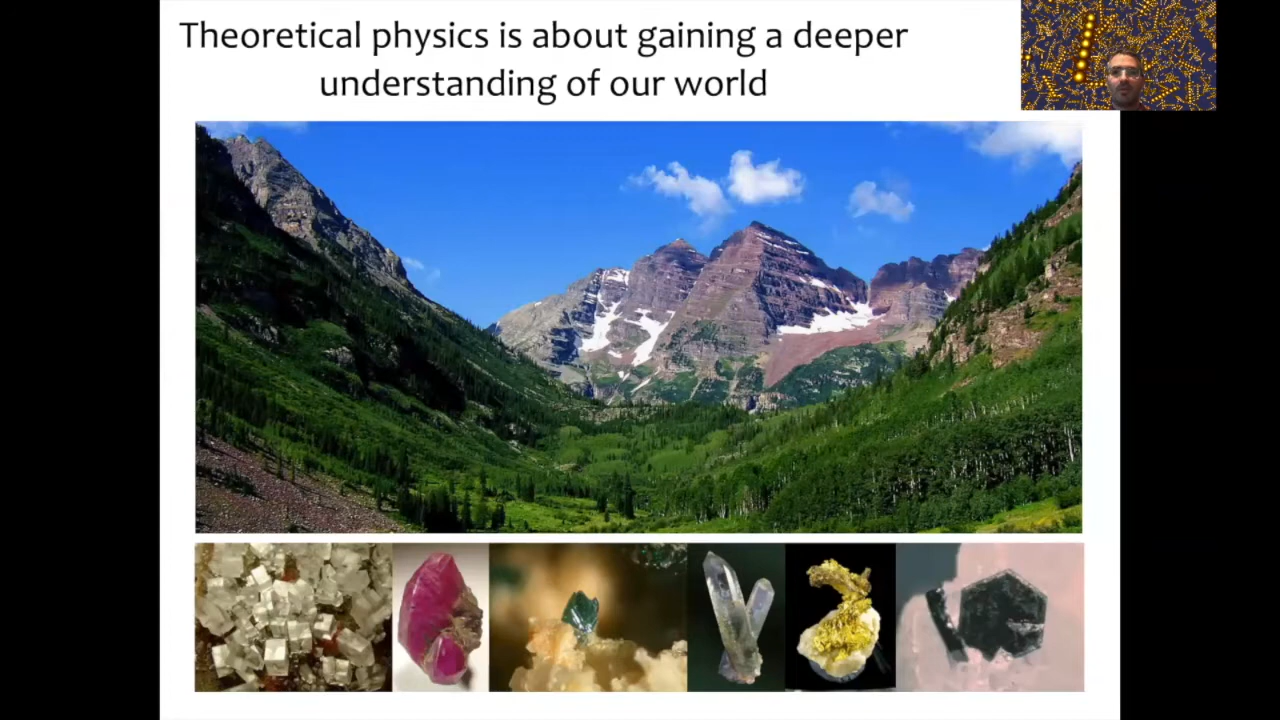 Theoretical physics is about gaining a deeper
understanding of our world